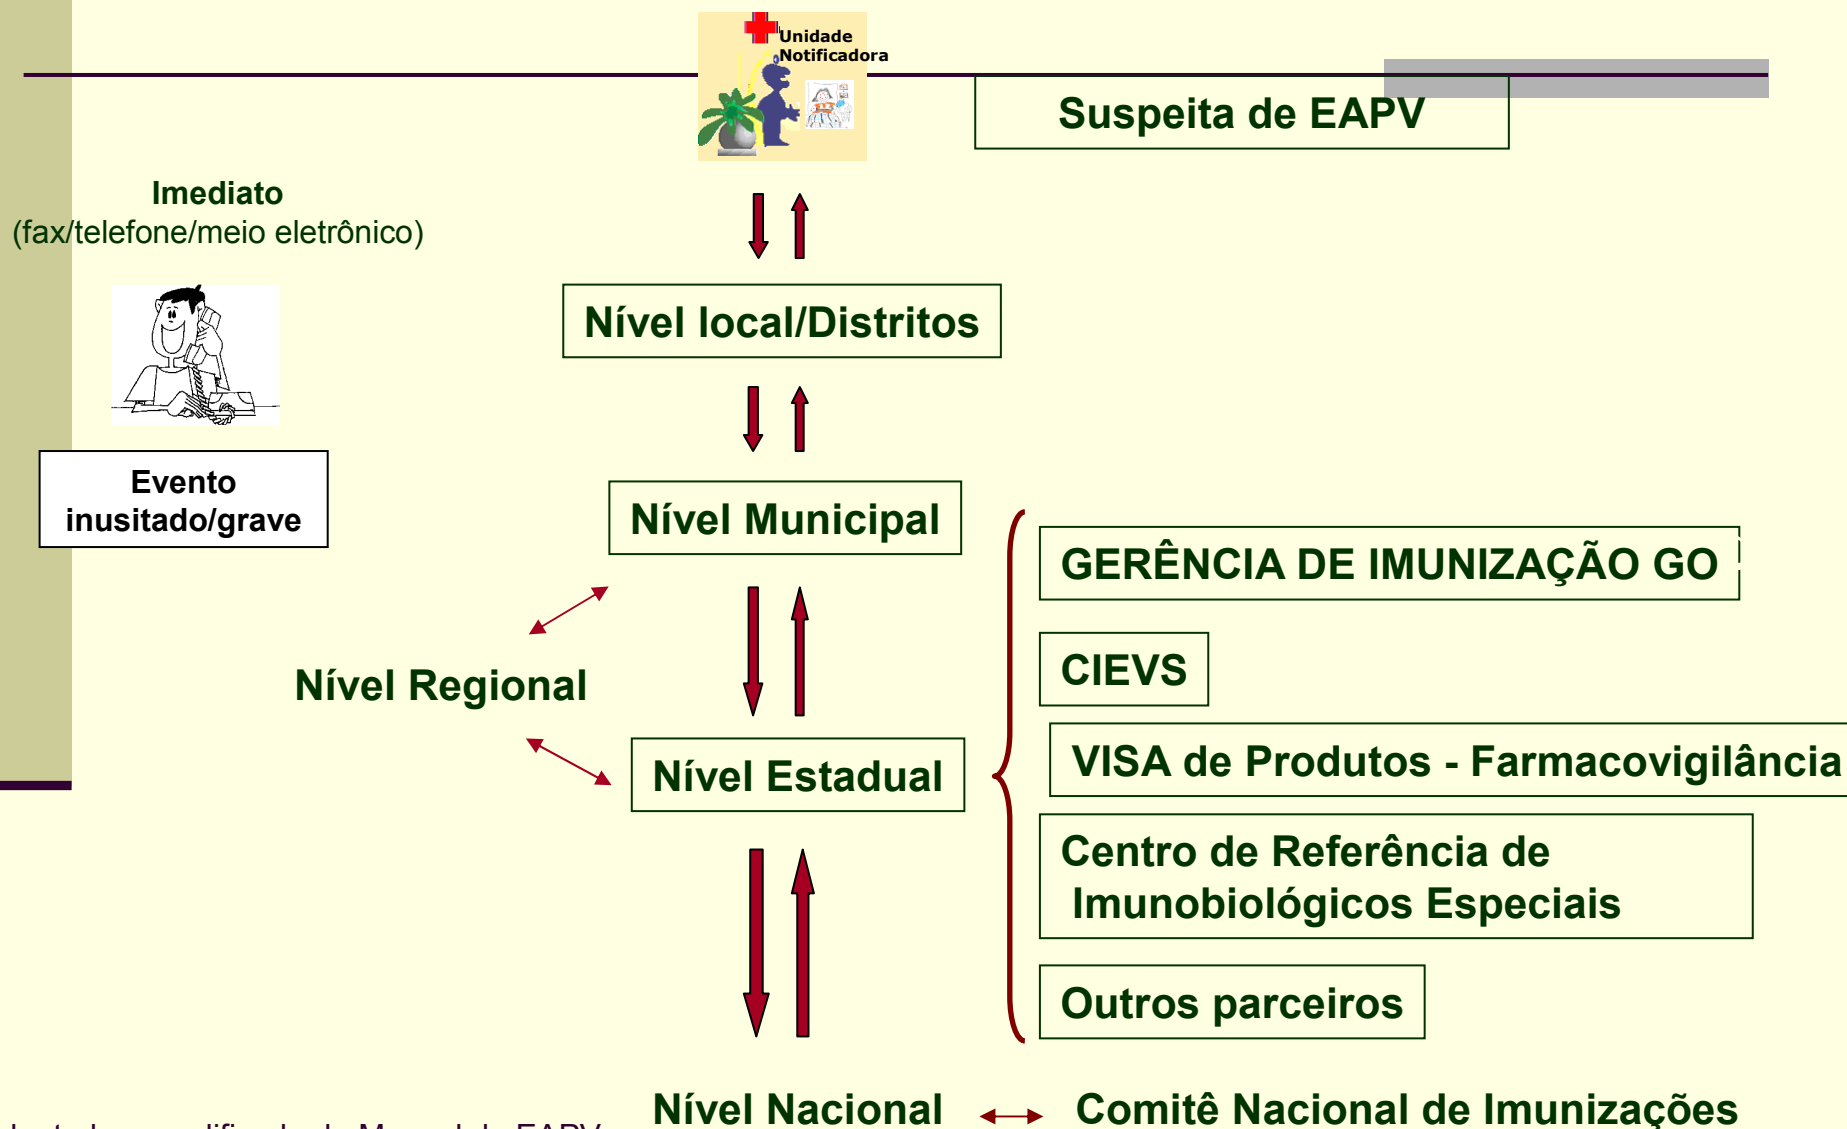 Unidade
Notificadora
Suspeita de EAPV
Imediato
(fax/telefone/meio eletrônico)
Nível local/Distritos
Evento
inusitado/grave
Nível Municipal
GERÊNCIA DE IMUNIZAÇÃO GO
CIEVS
Nível Regional
VISA de Produtos - Farmacovigilância
Nível Estadual
Centro de Referência de
Imunobiológicos Especiais
Outros parceiros
Nível Nacional
Comitê Nacional de Imunizações